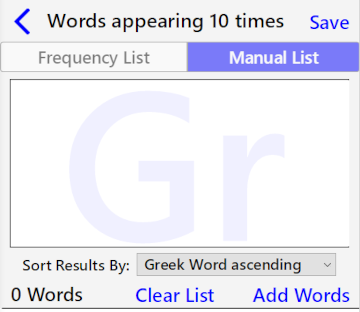 Words appearing 10 times Save
Frequency List Manual List
Gr
Sort Results By: Greek Word ascending
0 Words Clear List Add Words